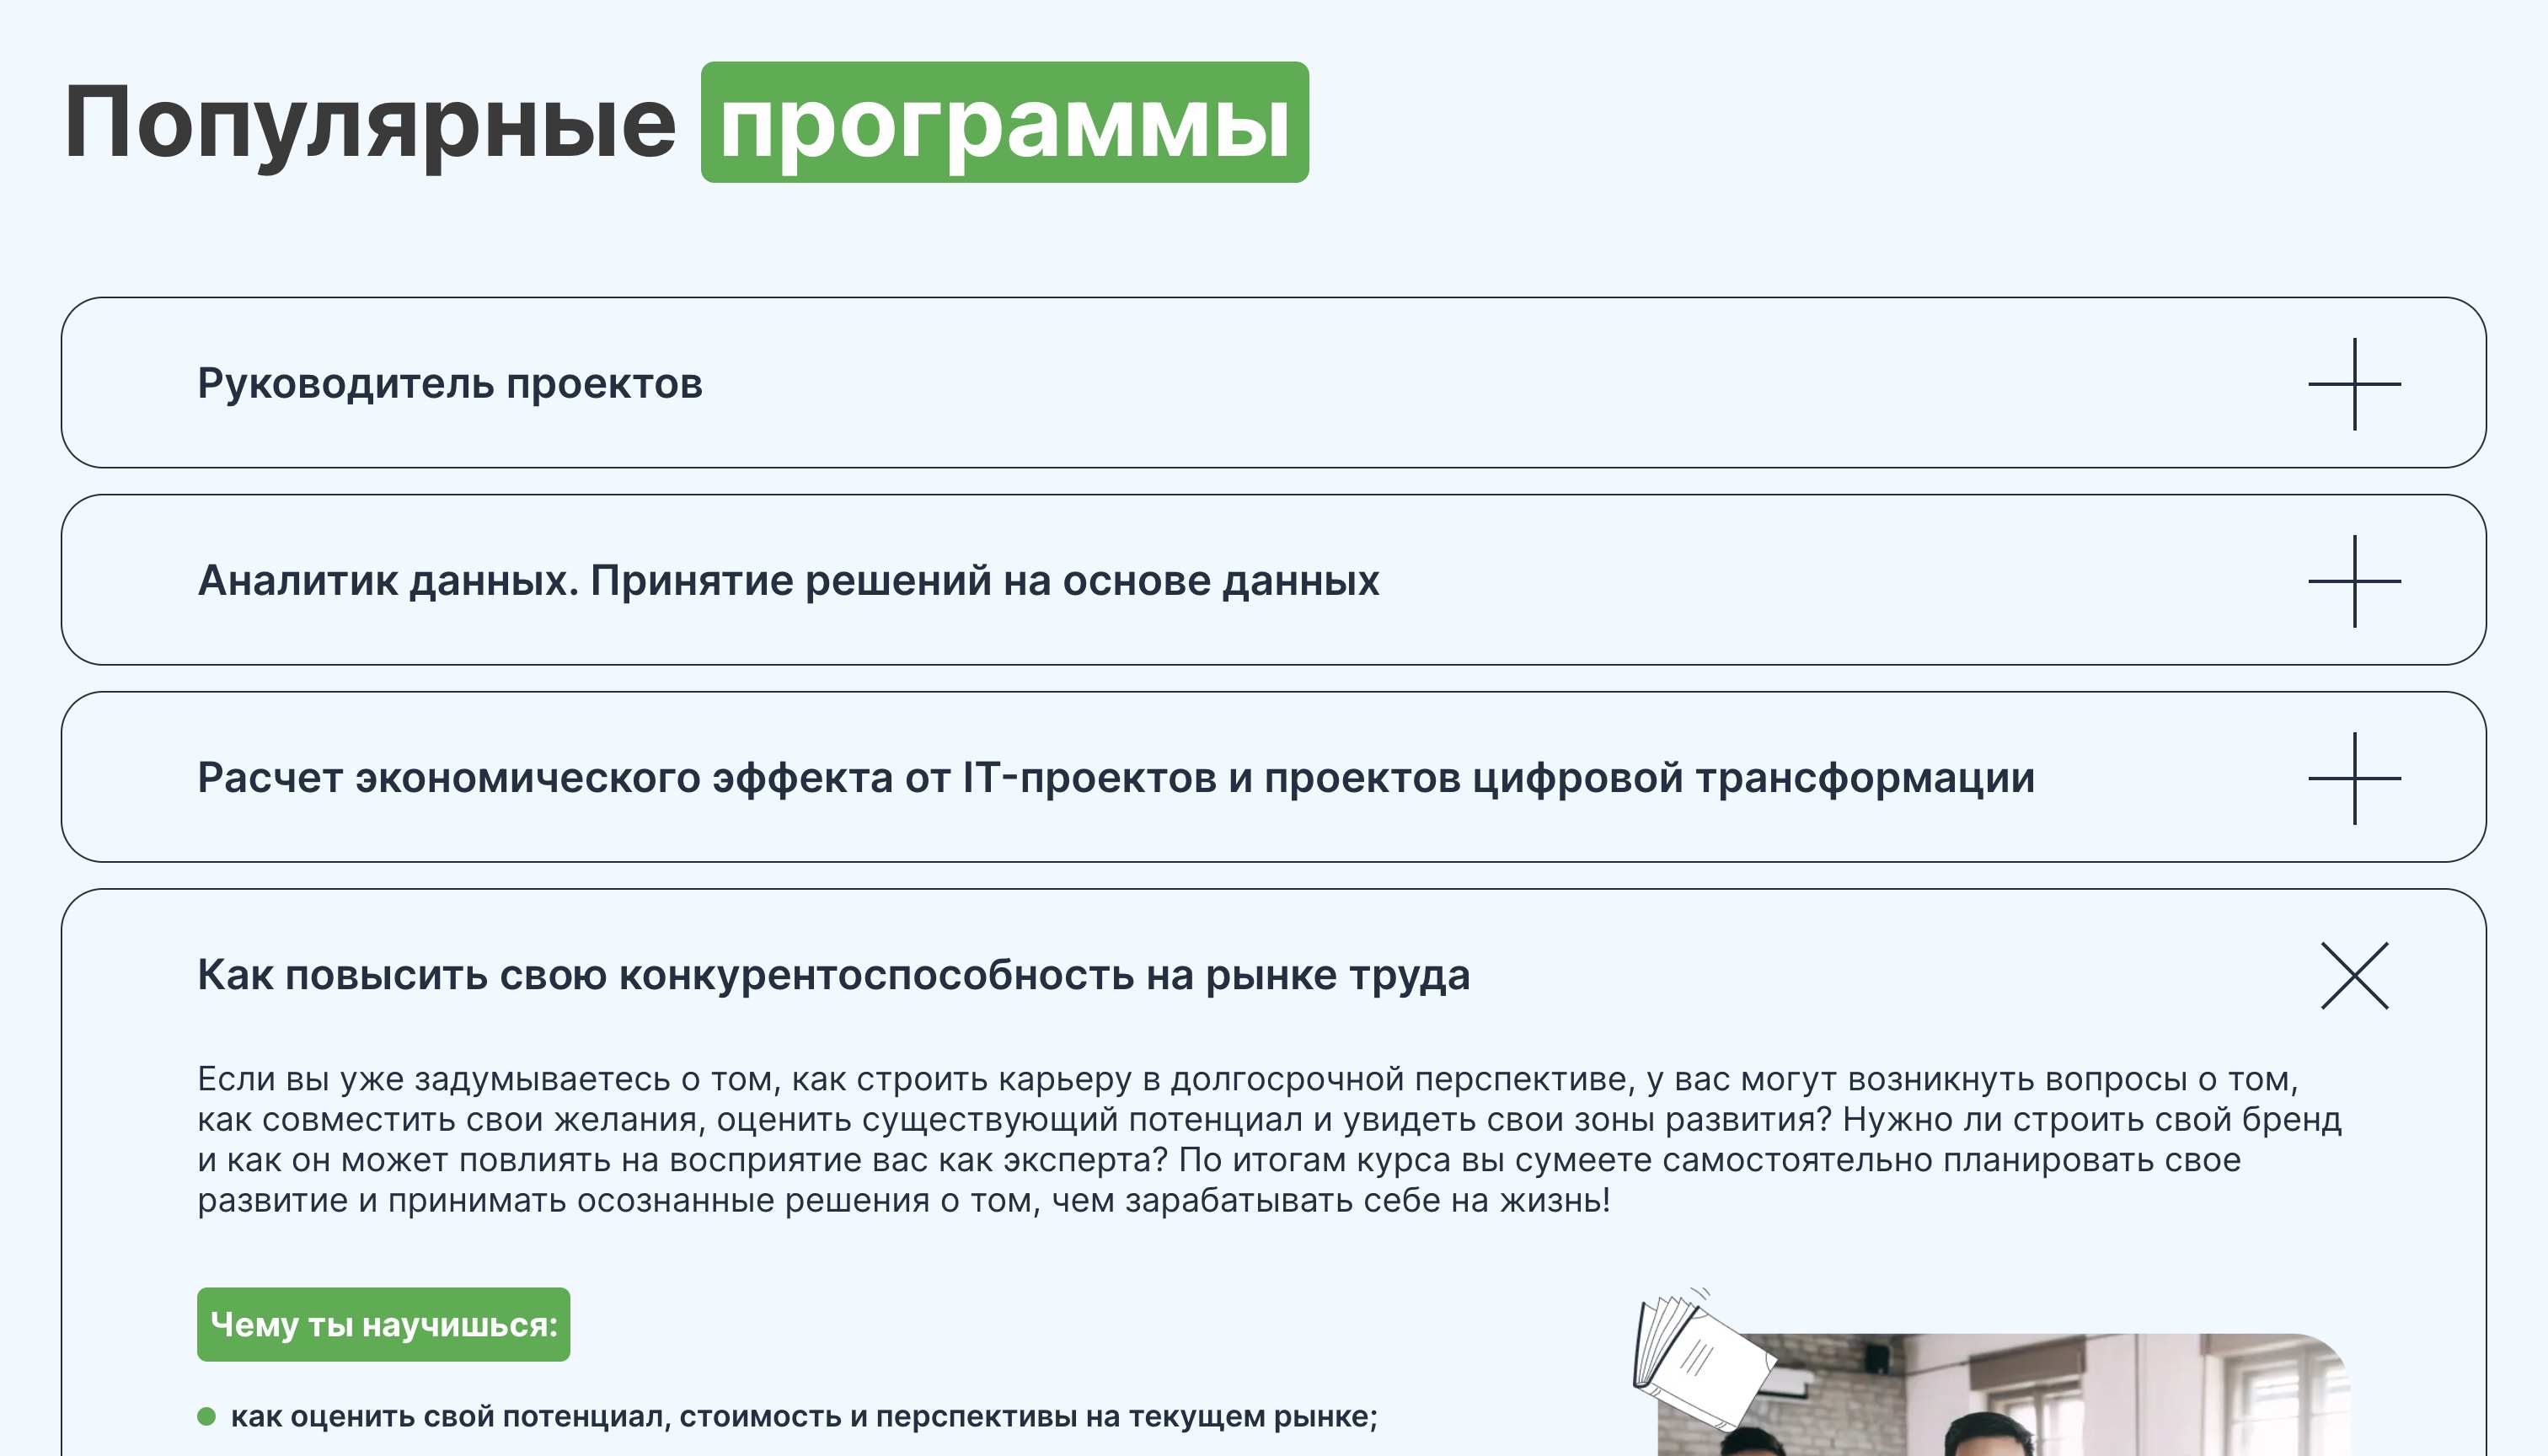 Популярные программы
Руководитель проектов
Аналитик данных. Принятие решений на основе данных
Расчет экономического эффекта от IT-проектов и проектов цифровой трансформации
Как повысить свою конкурентоспособность на рынке труда
Если вы уже задумываетесь о том, как строить карьеру в долгосрочной перспективе, у вас могут возникнуть вопросы о том,
как совместить свои желания, оценить существующий потенциал и увидеть свои зоны развития? Нужно ли строить свой бренд
и как он может повлиять на восприятие вас как эксперта? По итогам курса вы сумеете самостоятельно планировать свое
развитие и принимать осознанные решения о том, чем зарабатывать себе на жизнь!
Чему ты научишься:
как оценить свой потенциал, стоимость и перспективы на текущем рынке;